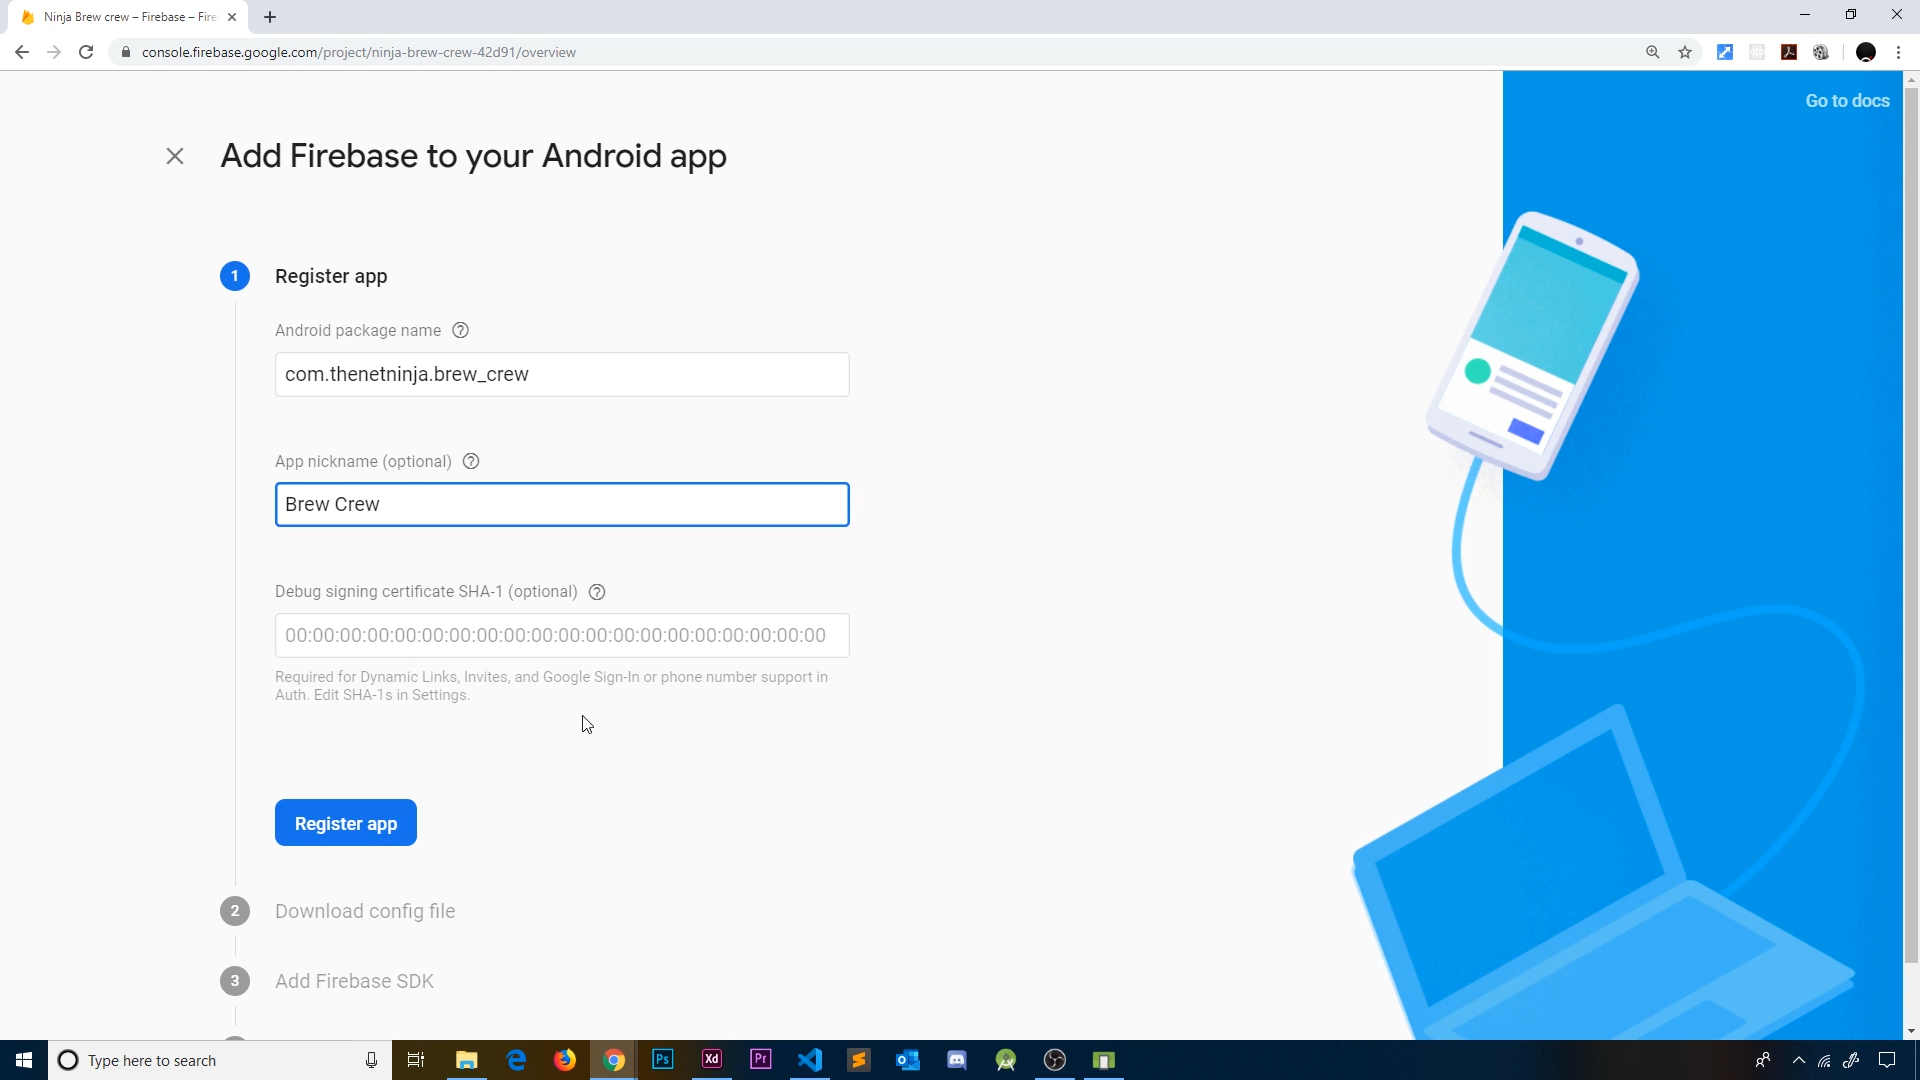 Ninja Brew crew – Firebase – Fire
console.firebase.google.com/project/ninja-brew-crew-42d91/overview
Go to docs
Add Firebase to your Android app
1 Register app
Android package name ?
com.thenetninja.brew_crew
App nickname (optional) ?
Brew Crew
Debug signing certificate SHA-1 (optional) ?
00:00:00:00:00:00:00:00:00:00:00:00:00:00:00:00:00:00:00:00
Required for Dynamic Links, Invites, and Google Sign-In or phone number support in
Auth. Edit SHA-1s in Settings.
Register app
2 Download config file
3 Add Firebase SDK
Type here to search
Ps
Xd
Pr